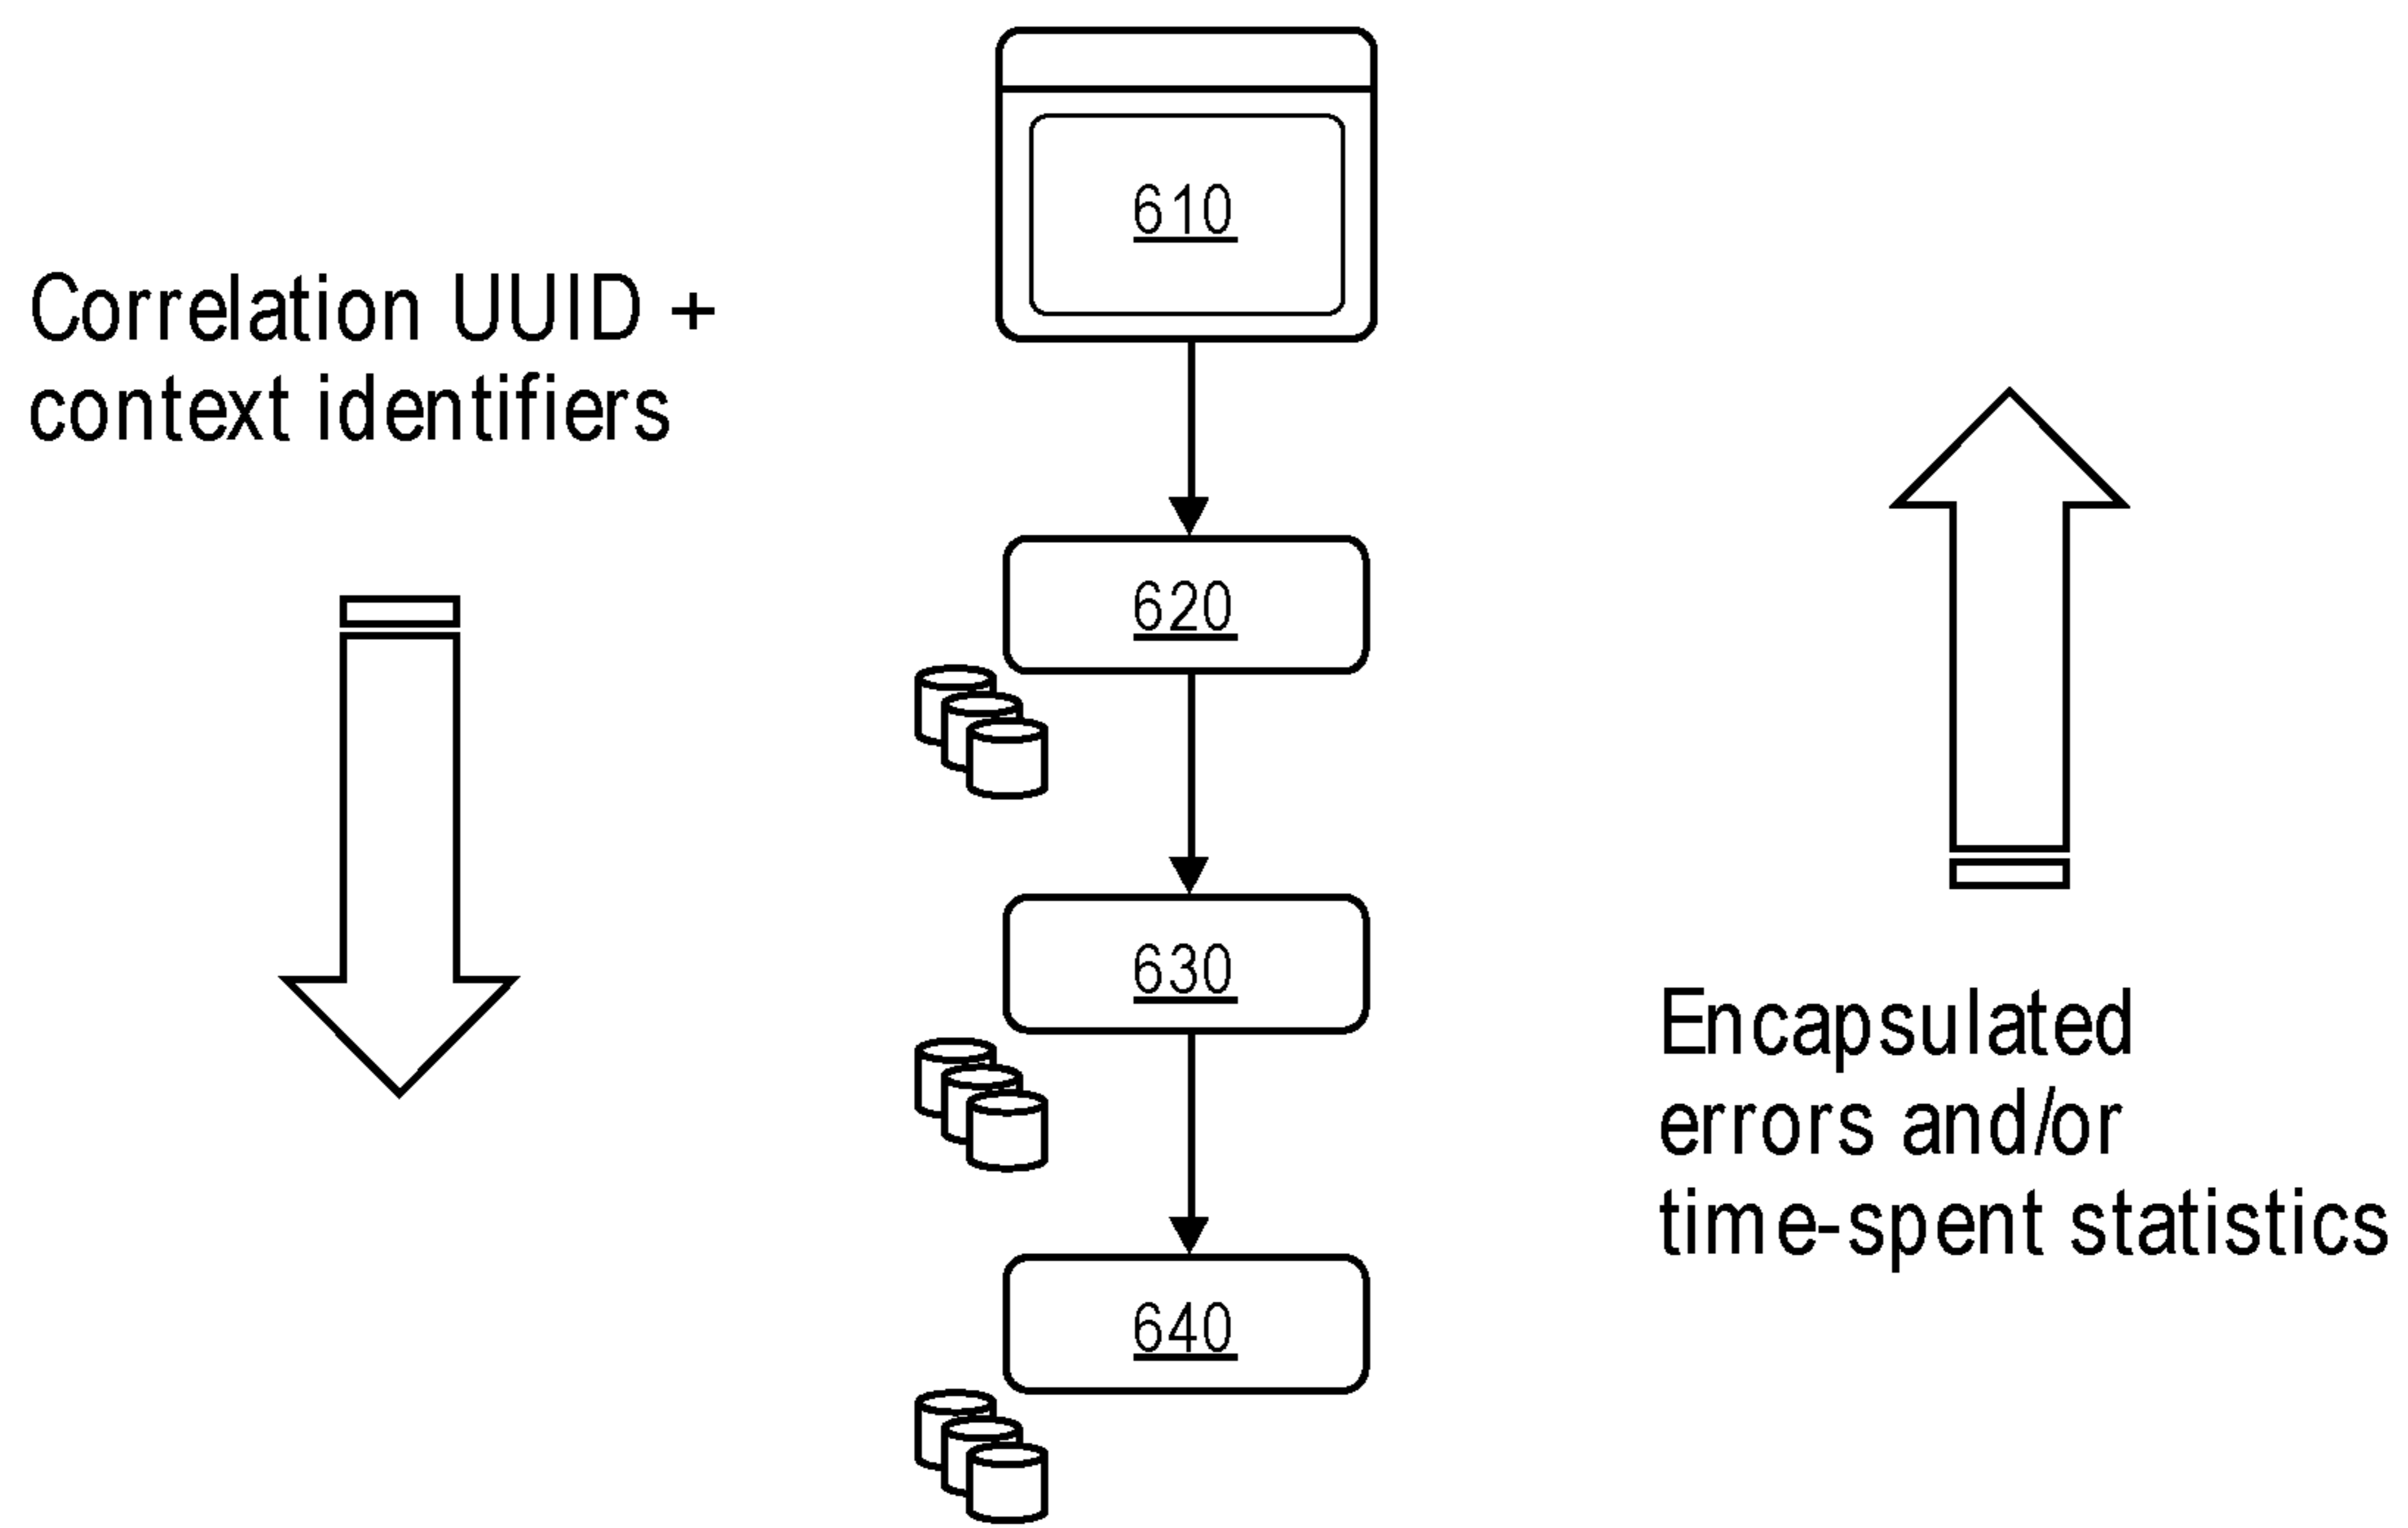 610
Correlation UUID +
context identifiers
620
630
Encapsulated
errors and/or
time-spent statistics
640